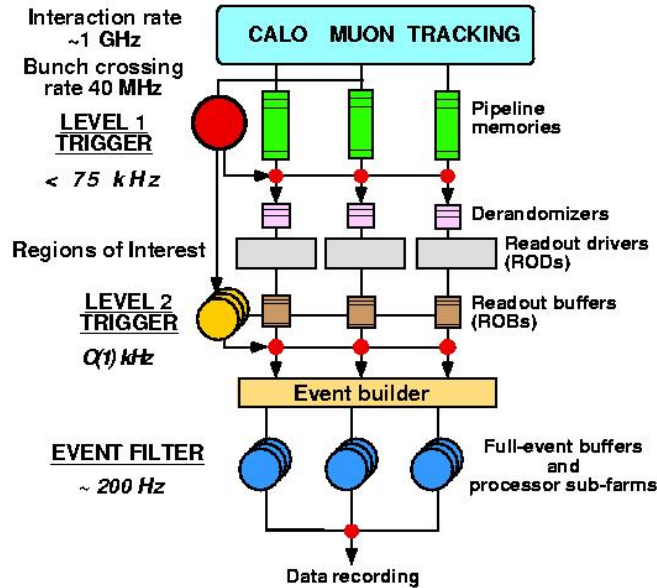 Interaction rate
~1 GHz
CALO MUON TRACKING
Bunch crossing
rate 40 MHz
LEVEL 1
TRIGGER
< 75 kHz
Pipeline
memories
Derandomizers
Regions of Interest
Readout drivers
(RODs)
LEVEL 2
TRIGGER
O(1) kHz
Readout buffers
(ROBs)
Event builder
EVENT FILTER
~ 200 Hz
Full-event buffers
and
processor sub-farms
Data recording